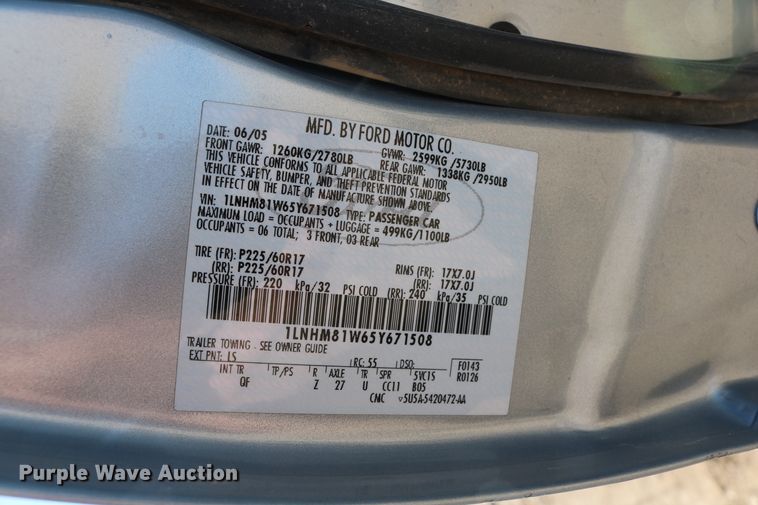 MFD. BY FORD MOTOR CO.
DATE: 06/05 GVWR: 2599KG/5730LB
FRONT GAWR: 1260KG/2780LB REAR GAWR: 1338KG/2950LB
THIS VEHICLE CONFORMS TO ALL APPLICABLE FEDERAL MOTOR
VEHICLE SAFETY, BUMPER, AND THEFT PREVENTION STANDARDS
IN EFFECT ON THE DATE OF MANUFACTURE SHOWN ABOVE.
VIN: 1LNHM81W65Y671508 TYPE: PASSENGER CAR
MAXIMUM LOAD = OCCUPANTS + LUGGAGE = 499KG/1100LB
OCCUPANTS = 06 TOTAL; 3 FRONT, 03 REAR
TIRE (FR): P225/60R17 RIMS (FR): 17X7.0J
(RR): P225/60R17 (RR): 17X7.0J
PRESSURE (FR): 220 kPa/32 PSI COLD (RR): 240 kPa/35 PSI COLD
1LNHM81W65Y671508
TRAILER TOWING - SEE OWNER GUIDE
EXT PNT: LS RC: 55 DSO: F0143
R0126
INT TR TP/PS R AXLE TR SPR 5VC1S
QF Z 27 U CC11 B05
CMC v5U5A-5420472-AA
Purple Wave Auction